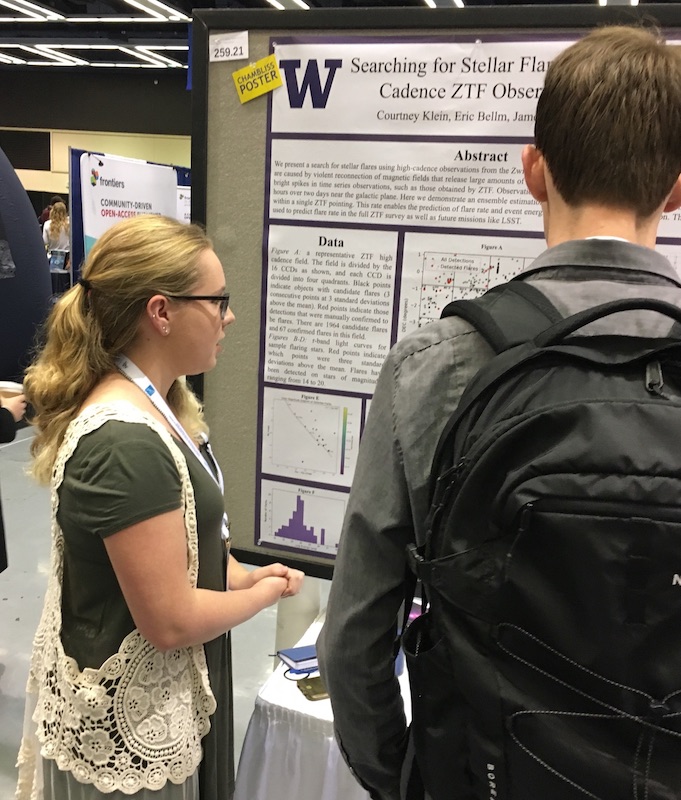 259.21
CHAMBLISS
POSTER
W
Searching for Stellar Flar
Cadence ZTF Obser
Courtney Klein, Eric Bellm, Jam
Abstract
We present a search for stellar flares using high-cadence observations from the Zw
are caused by violent reconnection of magnetic fields that release large amounts of
bright spikes in time series observations, such as those obtained by ZTF. Observatio
hours over two days near the galactic plane. Here we demonstrate an ensemble estimati
within a single ZTF pointing. This rate enables the prediction of flare rate and event energ
used to predict flare rate in the full ZTF survey as well as future missions like LSST.
Data
Figure A: a representative ZTF high
cadence field. The field is divided by the
16 CCDs as shown, and each CCD is
divided into four quadrants. Black points
indicate objects with candidate flares (3
consecutive points at 3 standard deviations
above the mean). Red points indicate those
detections that were manually confirmed to
be flares. There are 1964 candidate flares
and 67 confirmed flares in this field.
Figures B-D: r-band light curves for
sample flaring stars. Red points indicate
which points were three standard
deviations above the mean. Flares hav
been detected on stars of magnitud
ranging from 14 to 20.
Figure A
All Detections
Detected Flares
Figure E
Figure F
frontiers
COMMUNITY-DRIVEN
OPEN-ACCESS
N